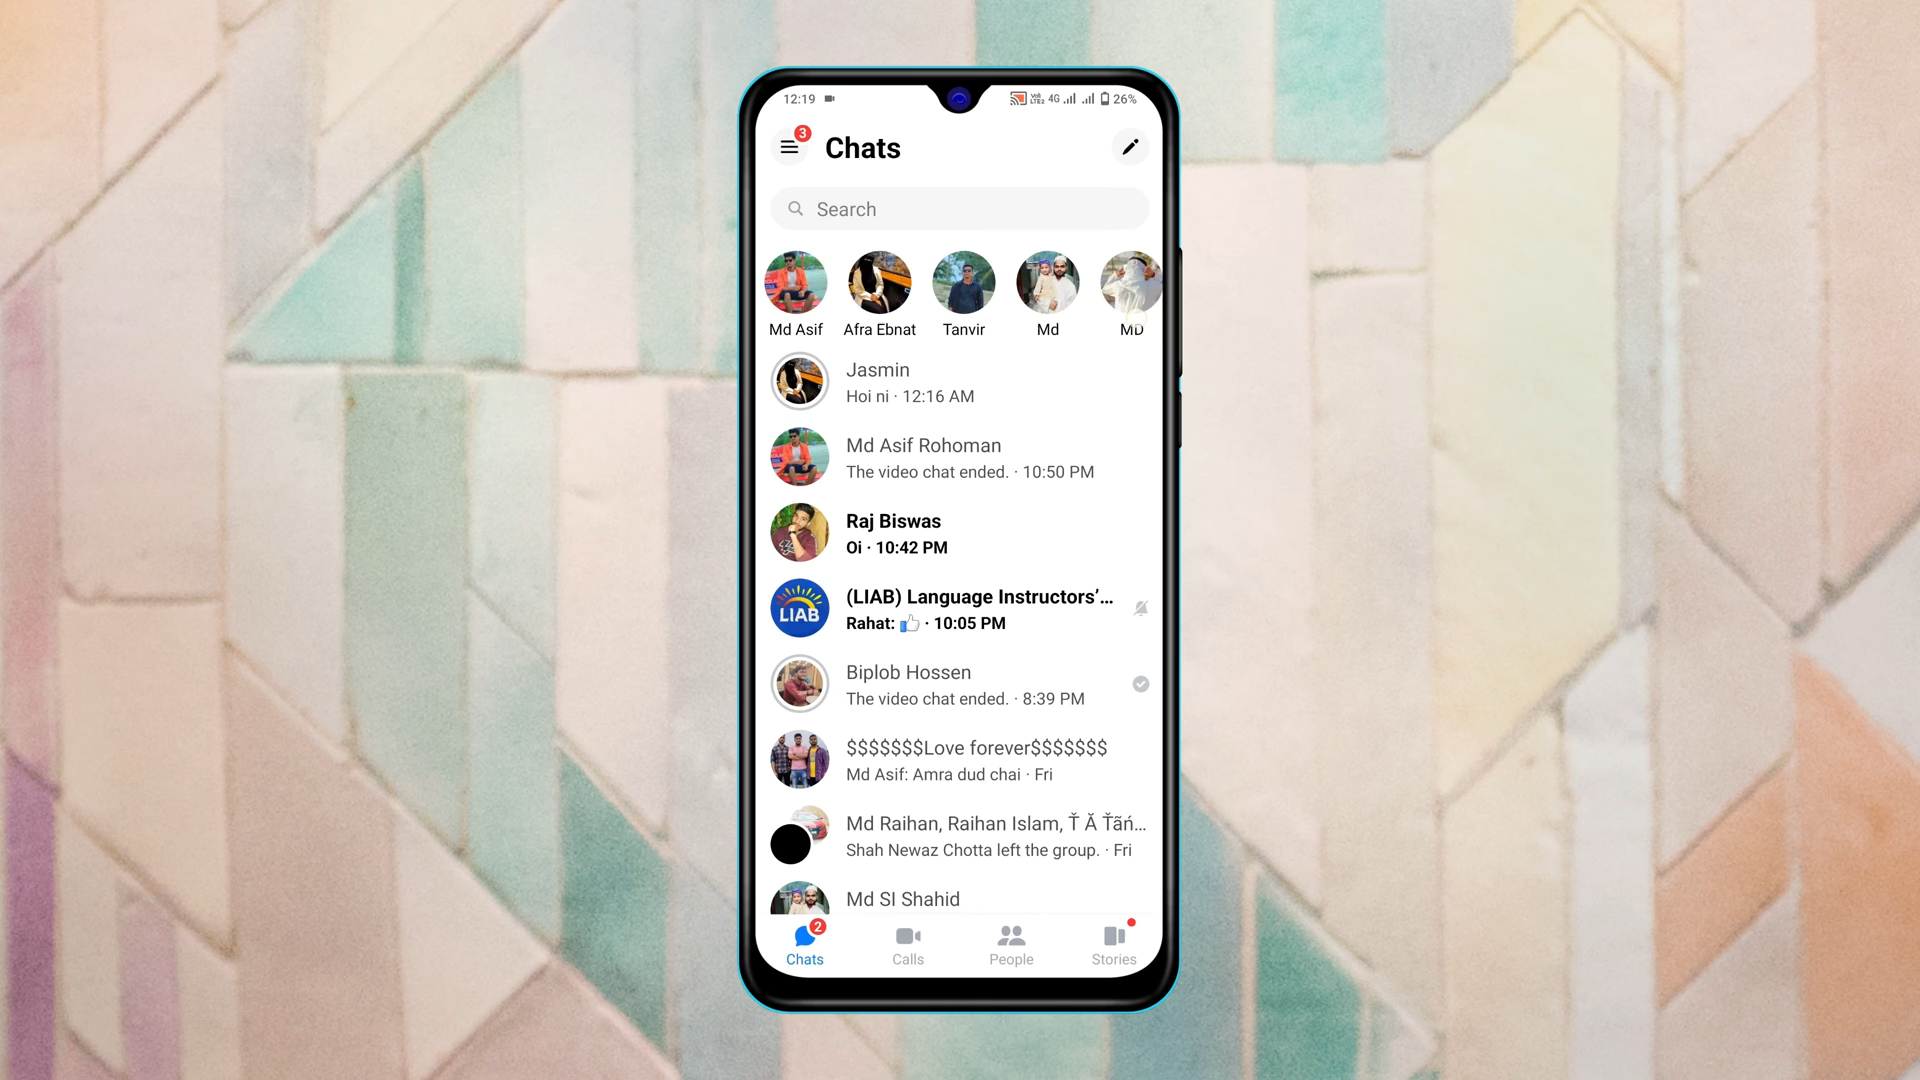 12:19
Vo) LTE2 4G 26%
3
Chats
Search
Md Asif
Afra Ebnat
Tanvir
Md
MD
Jasmin
Hoi ni · 12:16 AM
Md Asif Rohoman
The video chat ended. · 10:50 PM
Raj Biswas
Oi · 10:42 PM
LIAB
(LIAB) Language Instructors’...
Rahat: 👍 · 10:05 PM
Biplob Hossen
The video chat ended. · 8:39 PM
$$$$$$$Love forever$$$$$$$
Md Asif: Amra dud chai · Fri
Md Raihan, Raihan Islam, Ť Ă Ťãń...
Shah Newaz Chotta left the group. · Fri
Md SI Shahid
2
Chats
Calls
People
Stories